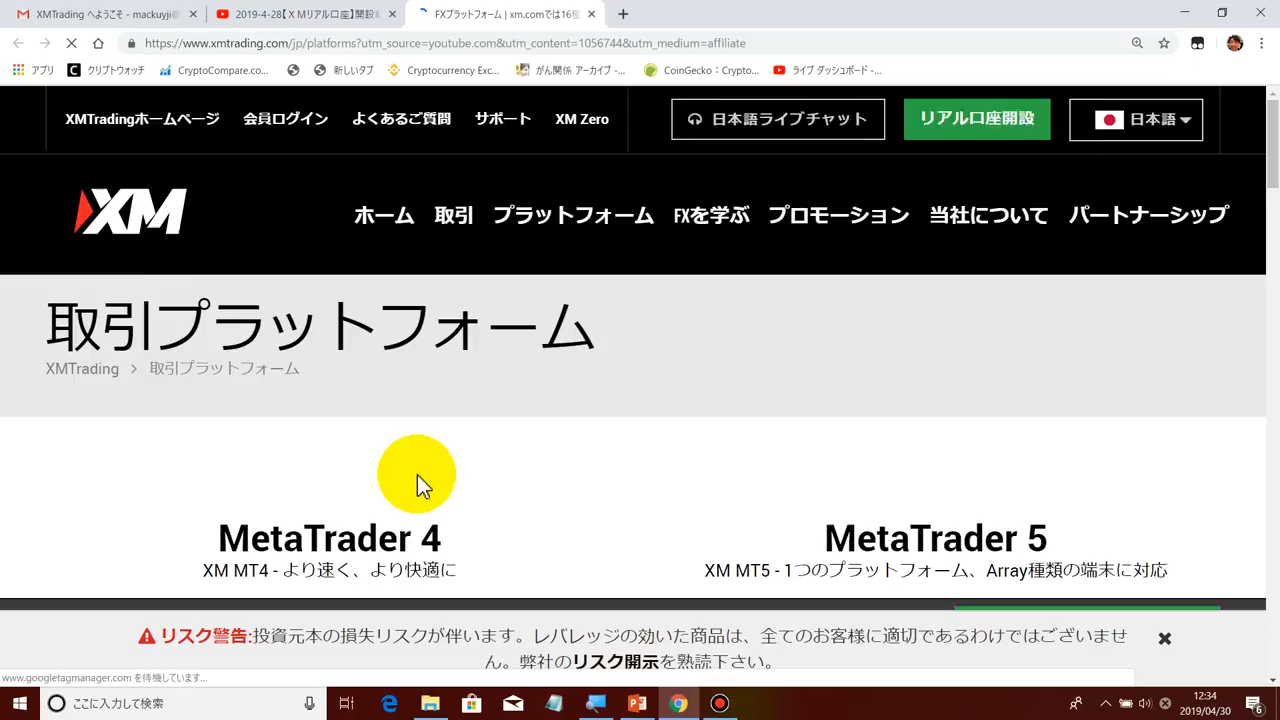 XMTrading へようこそ - mackuyji@
2019-4-28【ＸＭリアル口座】開設
FXプラットフォーム | xm.comでは16種
https://www.xmtrading.com/jp/platforms?utm_source=youtube.com&utm_content=1056744&utm_medium=affiliate
アプリ
クリプトウォッチ
CryptoCompare.co...
新しいタブ
Cryptocurrency Exc...
がん関係 アーカイブ -...
CoinGecko：Crypto...
ライブ ダッシュボード -...
XMTradingホームページ
会員ログイン
よくあるご質問
サポート
XM Zero
日本語ライブチャット
リアル口座開設
日本語
XM
ホーム
取引
プラットフォーム
FXを学ぶ
プロモーション
当社について
パートナーシップ
取引プラットフォーム
XMTrading > 取引プラットフォーム
MetaTrader 4
XM MT4 - より速く、より快適に
MetaTrader 5
XM MT5 - 1つのプラットフォーム、Array種類の端末に対応
リスク警告:投資元本の損失リスクが伴います。レバレッジの効いた商品は、全てのお客様に適切であるわけではございませ
ん。弊社のリスク開示を熟読下さい。
www.googletagmanager.com を待機しています...
ここに入力して検索
12:34
2019/04/30
6